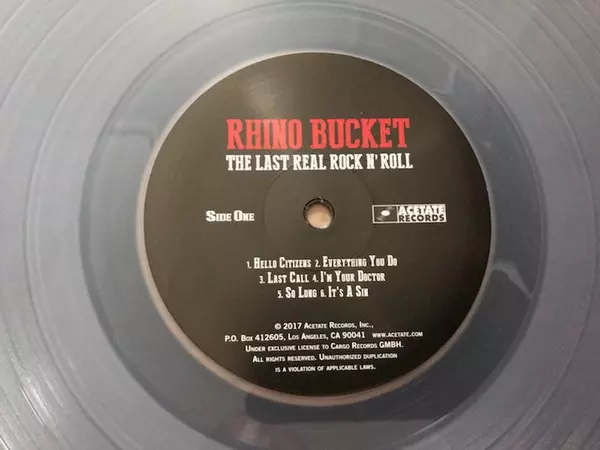 RHINO BUCKET
THE LAST REAL ROCK N' ROLL
SIDE ONE
ACETATE
RECORDS
1. HELLO CITIZENS 2. EVERYTHING YOU DO
3. LAST CALL 4. I'M YOUR DOCTOR
5. SO LONG 6. IT'S A SIN
© 2017 ACETATE RECORDS, INC.,
P.O. BOX 412605, LOS ANGELES, CA 90041 WWW.ACETATE.COM
UNDER EXCLUSIVE LICENSE TO CARGO RECORDS GMBH.
ALL RIGHTS RESERVED. UNAUTHORIZED DUPLICATION
IS A VIOLATION OF APPLICABLE LAWS.